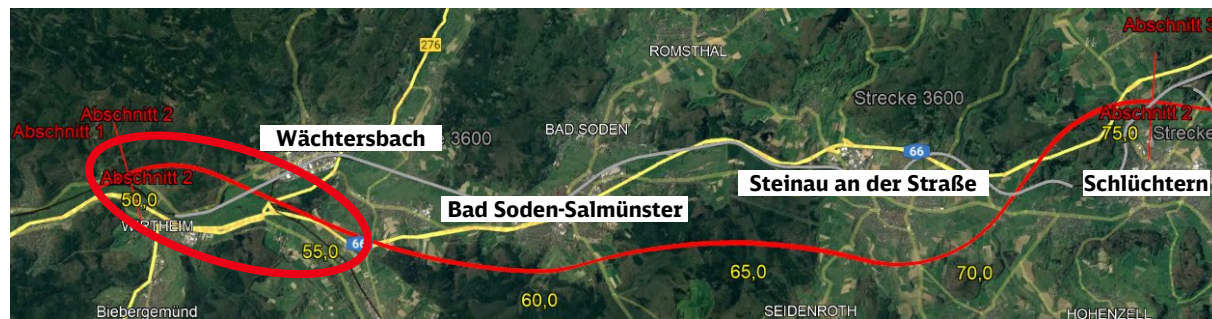 276
ROMSTHAL
Abschnitt 3
Abschnitt 2
Abschnitt 1
Wächtersbach
3600
BAD SODEN
Strecke 3600
66
Abschnitt 2
75,0
Strecke
Abschnitt 2
50,0
WIRTHEIM
Bad Soden-Salmünster
Steinau an der Straße
Schlüchtern
55,0
66
60,0
65,0
70,0
Biebergemünd
SEIDENROTH
HOHENZELL